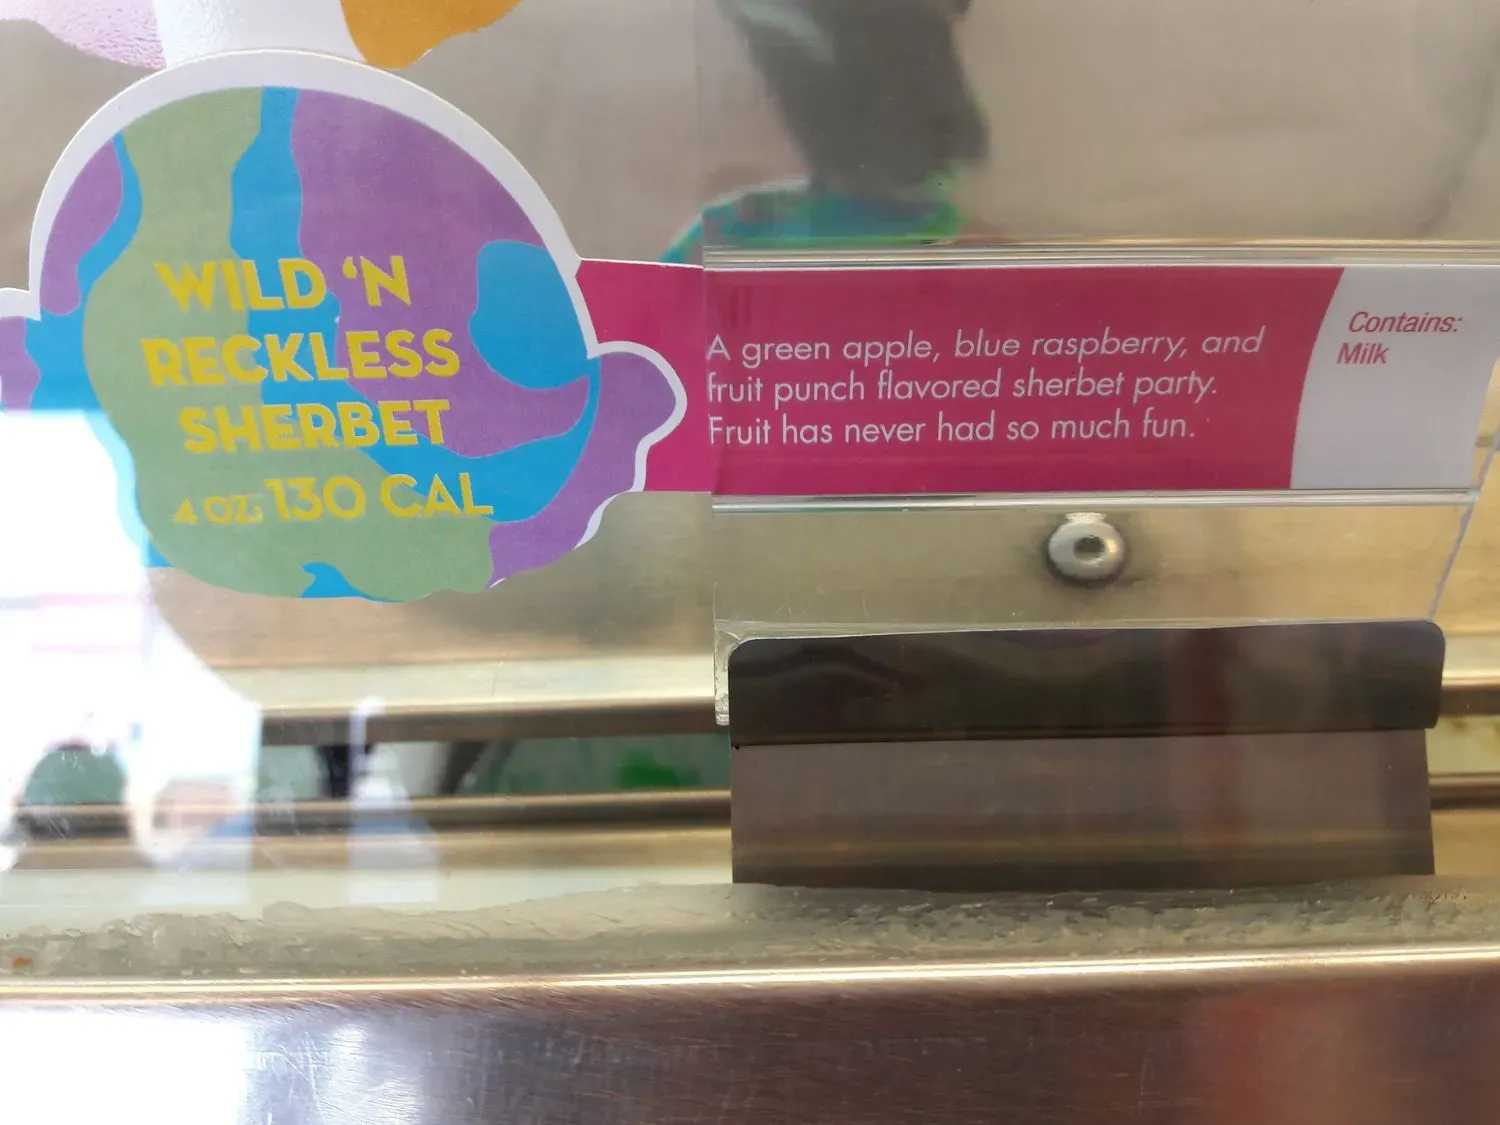 WILD ‘N
RECKLESS
SHERBET
4 OZ; 130 CAL
A green apple, blue raspberry, and
fruit punch flavored sherbet party.
Fruit has never had so much fun.
Contains:
Milk